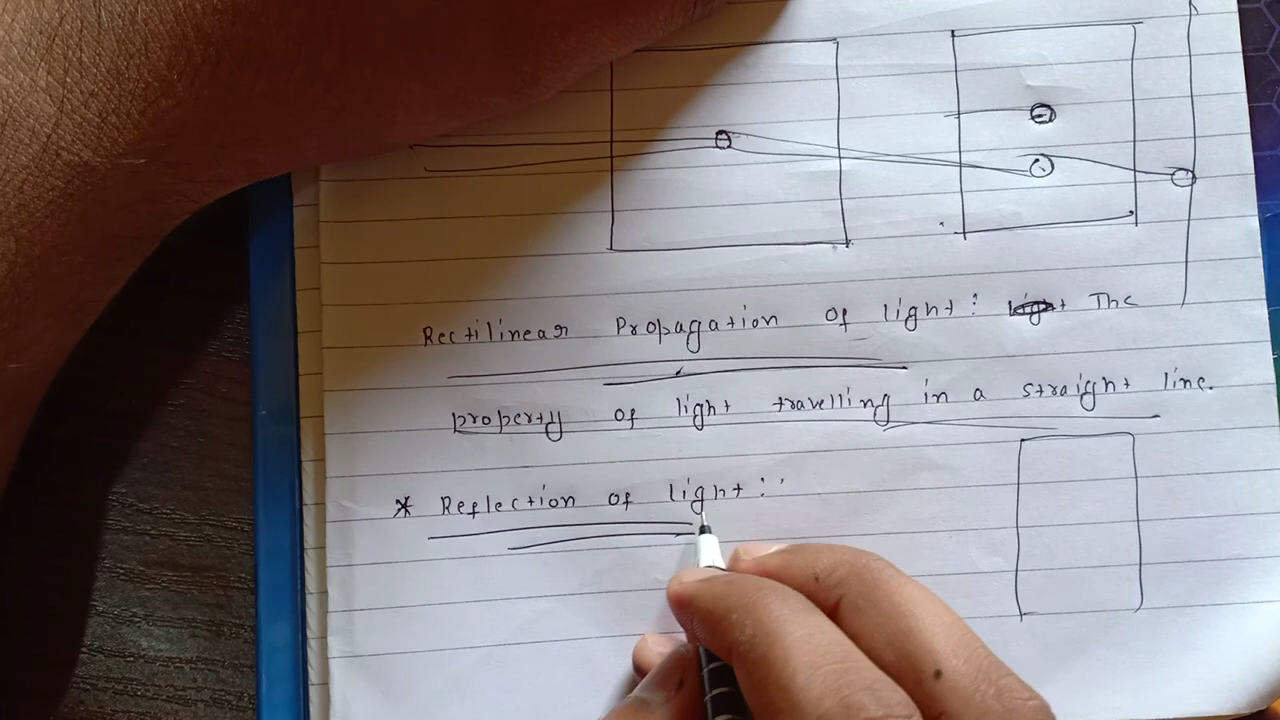 Rectilinear Propagation of light: The
property of light travelling in a straight line.
* Reflection of light: